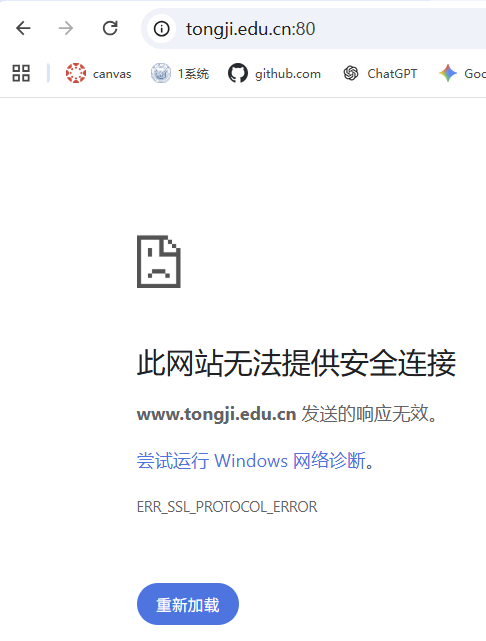 tongji.edu.cn:80
canvas 1系统 github.com ChatGPT Goo
此网站无法提供安全连接
www.tongji.edu.cn 发送的响应无效。
尝试运行 Windows 网络诊断。
ERR_SSL_PROTOCOL_ERROR
重新加载